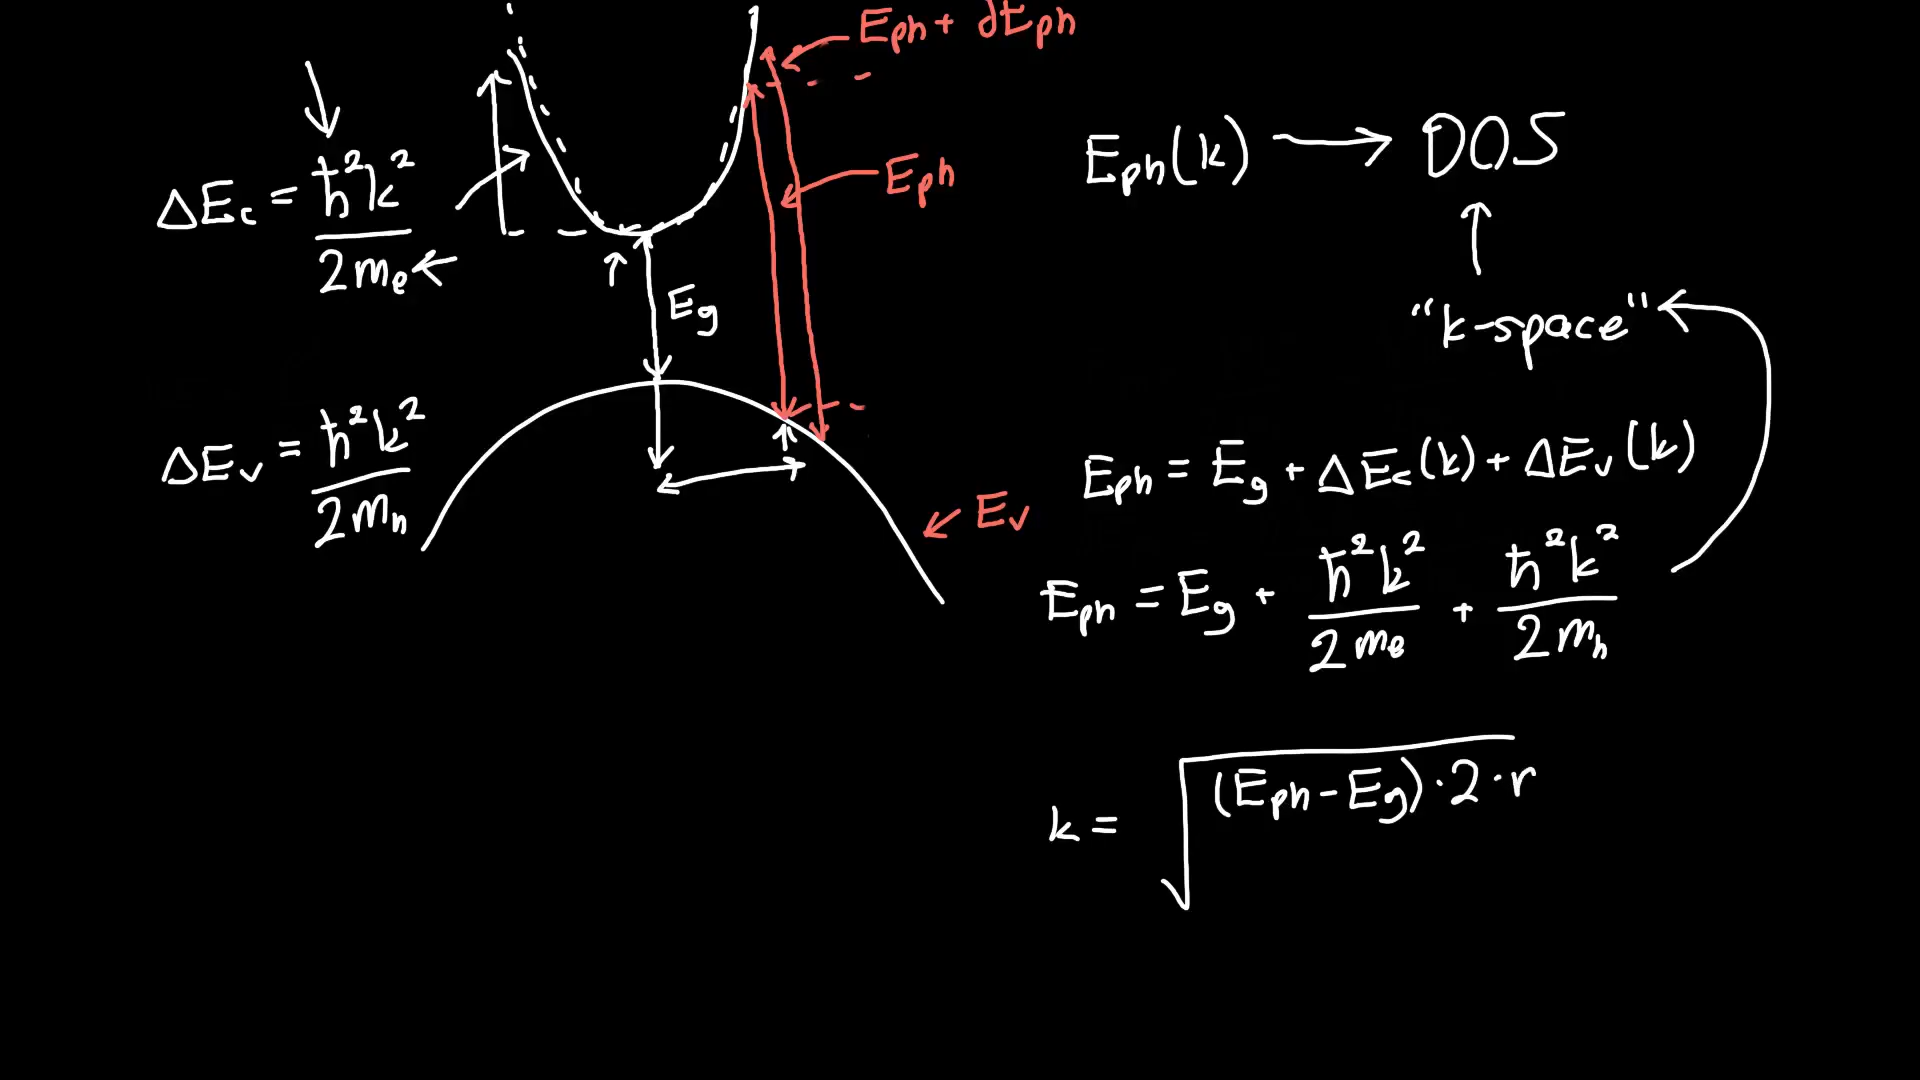 Eph + dEph
Eph
ΔEc = ħ²k² / 2me
Eg
ΔEv = ħ²k² / 2mh
Ev
Eph(k) → DOS
"k-space"
Eph = Eg + ΔEc(k) + ΔEv(k)
Eph = Eg + ħ²k² / 2me + ħ²k² / 2mh
k = √(Eph - Eg) · 2 · r